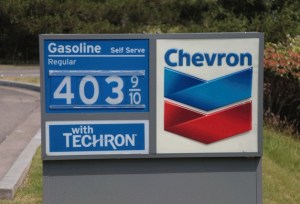 Gasoline Self Serve
Regular
403 9/10
with
TECHRON
Chevron